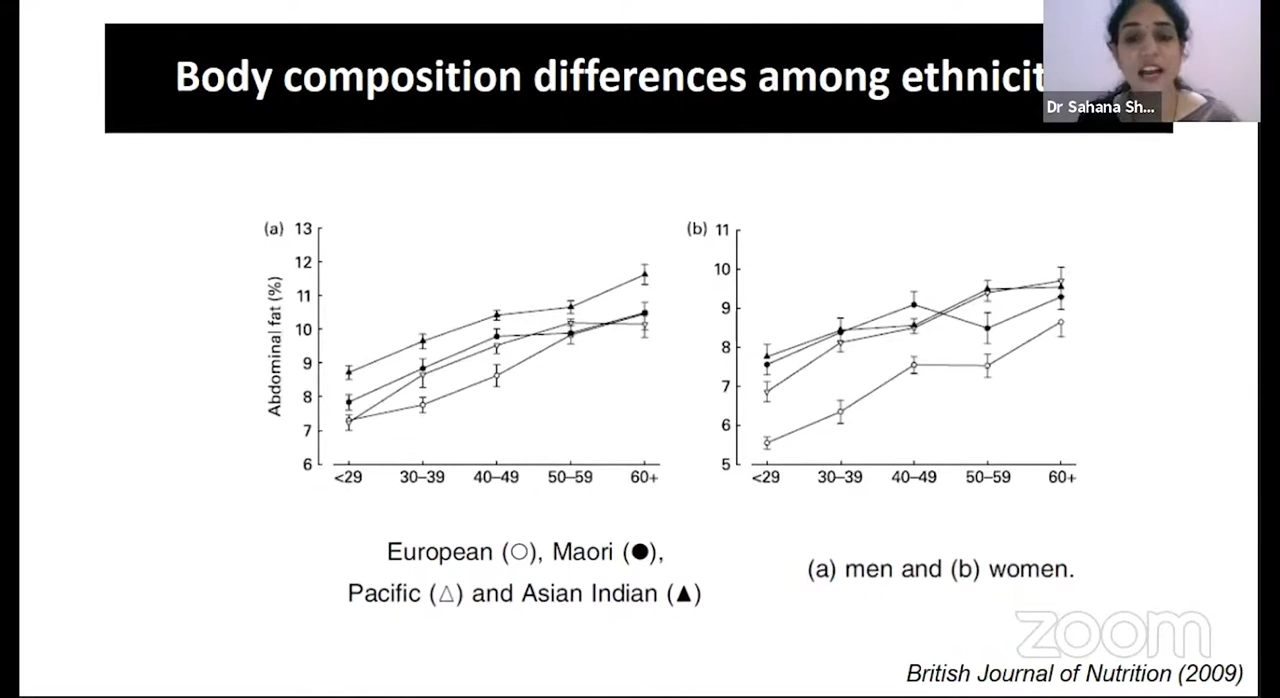 Body composition differences among ethnicit
Dr Sahana Sh...
(a) 13
12
11
10
9
8
7
6
Abdominal fat (%)
<29 30–39 40–49 50–59 60+
(b) 11
10
9
8
7
6
5
<29 30–39 40–49 50–59 60+
European (○), Maori (●),
Pacific (△) and Asian Indian (▲)
(a) men and (b) women.
zoom
British Journal of Nutrition (2009)